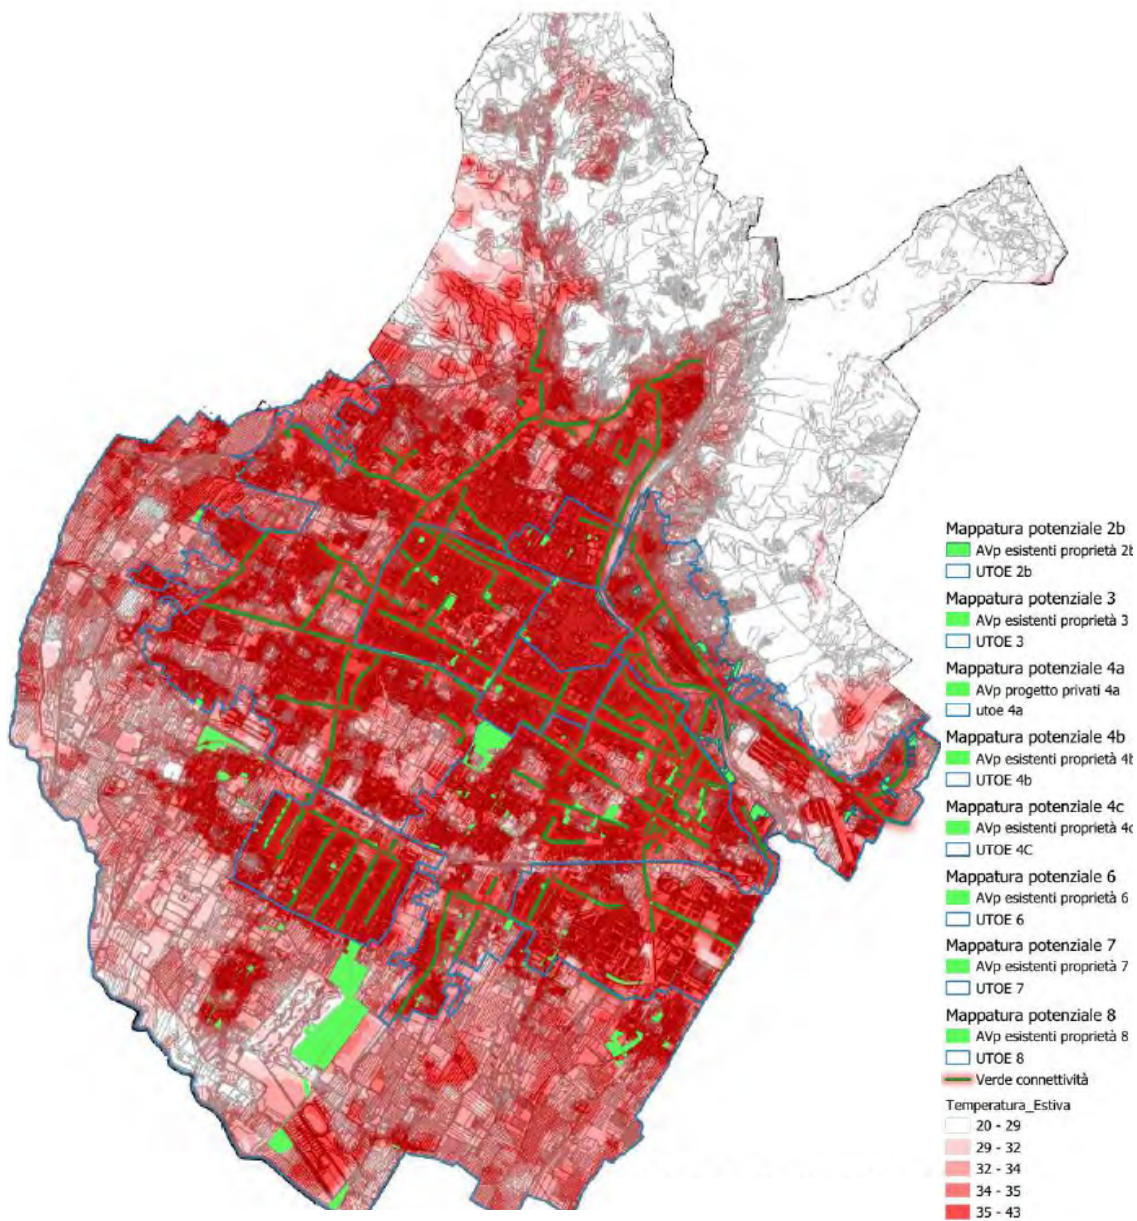 Mappatura potenziale 2b
AVp esistenti proprietà 2b
UTOE 2b
Mappatura potenziale 3
AVp esistenti proprietà 3
UTOE 3
Mappatura potenziale 4a
AVp progetto privati 4a
utoe 4a
Mappatura potenziale 4b
AVp esistenti proprietà 4b
UTOE 4b
Mappatura potenziale 4c
AVp esistenti proprietà 4c
UTOE 4C
Mappatura potenziale 6
AVp esistenti proprietà 6
UTOE 6
Mappatura potenziale 7
AVp esistenti proprietà 7
UTOE 7
Mappatura potenziale 8
AVp esistenti proprietà 8
UTOE 8
Verde connettività
Temperatura_Estiva
20 - 29
29 - 32
32 - 34
34 - 35
35 - 43